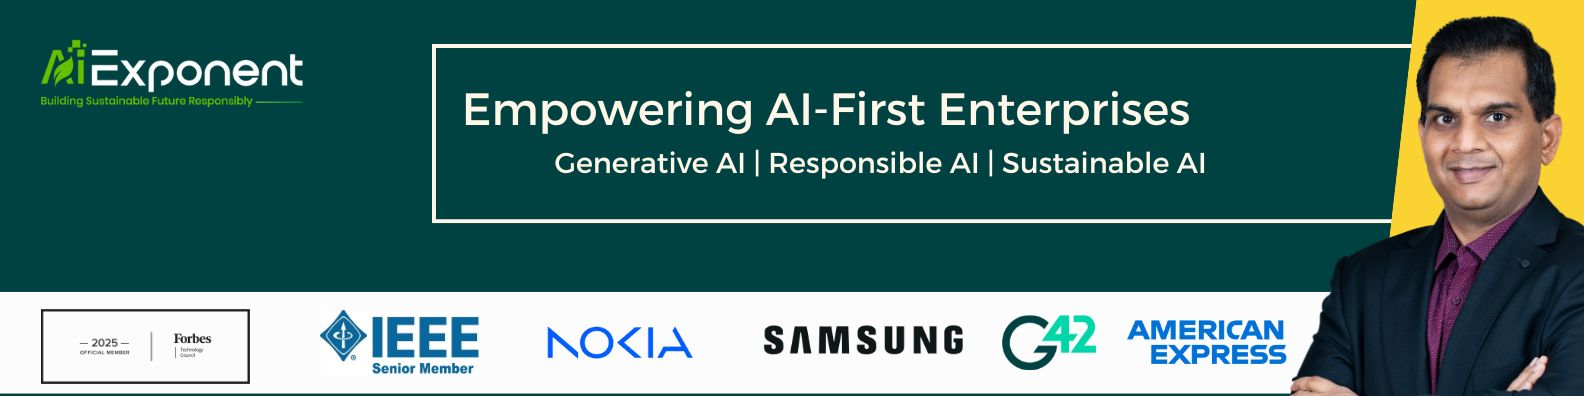 AiExponent
Building Sustainable Future Responsibly
Empowering AI-First Enterprises
Generative AI | Responsible AI | Sustainable AI
— 2025 —
OFFICIAL MEMBER
Forbes
Technology
Council
IEEE
®
Senior Member
NOKIA
SAMSUNG
G42
AMERICAN
EXPRESS